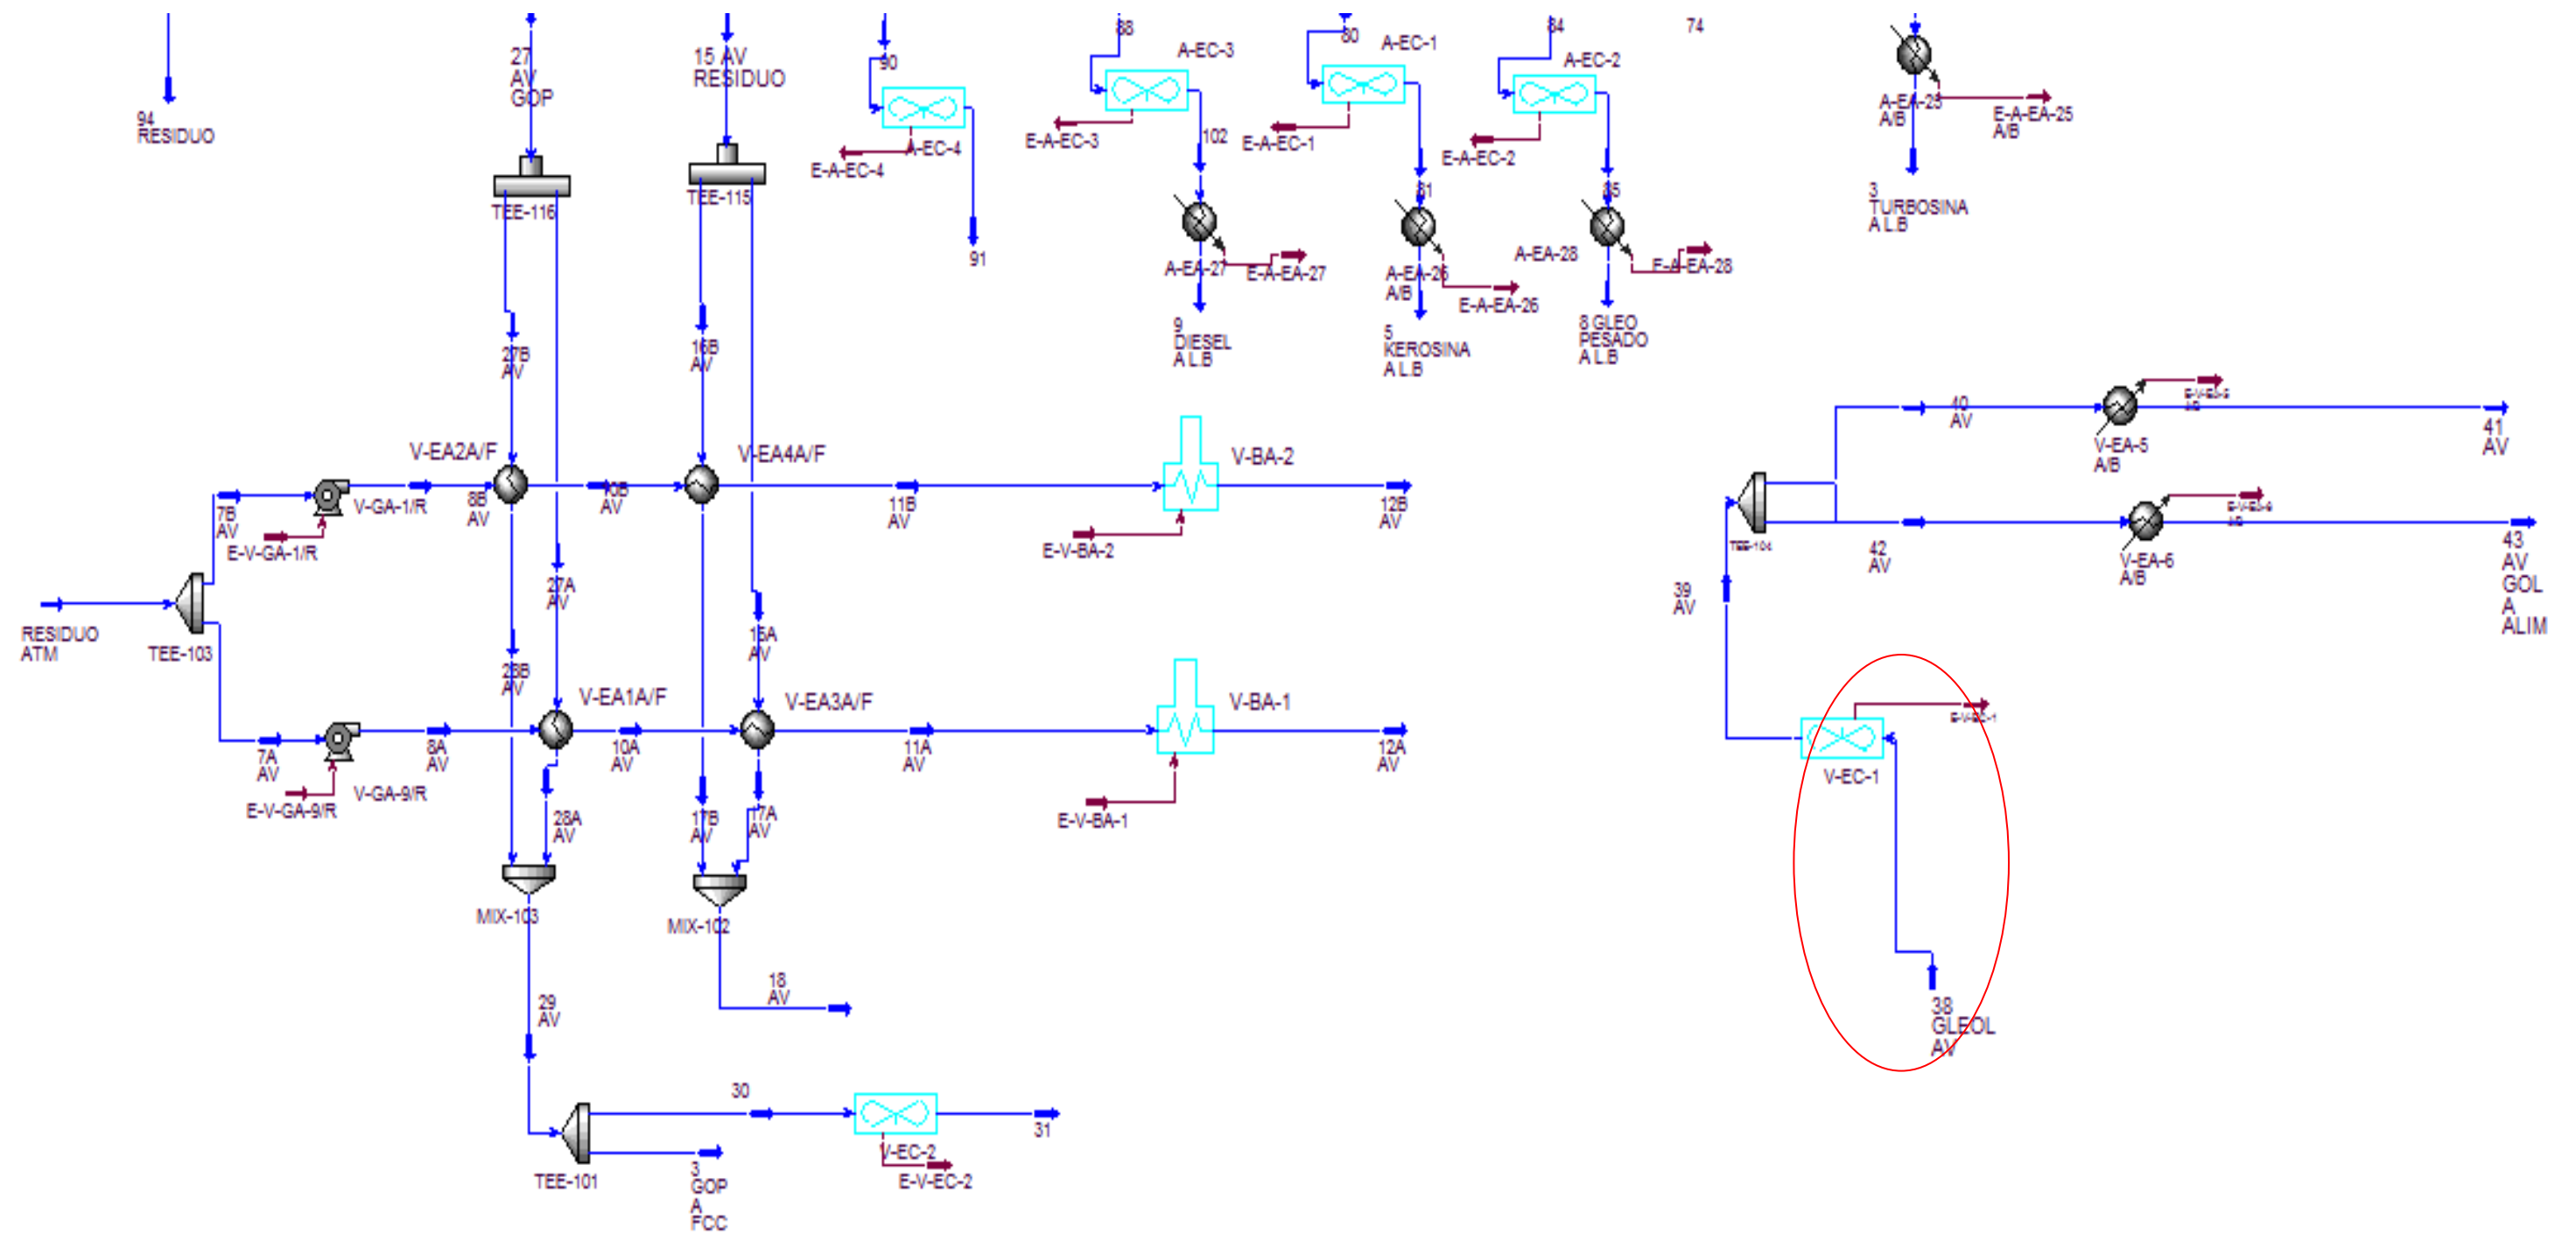 94
RESIDUO
27
AV
GOP
15 AV
RESIDUO
90
A-EC-4
E-A-EC-4
91
88
A-EC-3
E-A-EC-3
102
A-EA-27
E-A-EA-27
9
DIESEL
A L.B
80
A-EC-1
E-A-EC-1
81
A-EA-26
A/B
E-A-EA-26
5
KEROSINA
A L.B
84
A-EC-2
E-A-EC-2
85
A-EA-28
E-A-EA-28
8 GLEO
PESADO
A L.B
74
A-EA-25
A/B
E-A-EA-25
A/B
3
TURBOSINA
A L.B
TEE-116
TEE-115
27B
AV
16B
AV
V-EA2A/F
V-EA4A/F
V-BA-2
7B
AV
V-GA-1/R
E-V-GA-1/R
8B
AV
10B
AV
11B
AV
12B
AV
E-V-BA-2
RESIDUO
ATM
TEE-103
27A
AV
15A
AV
V-EA1A/F
V-EA3A/F
V-BA-1
7A
AV
V-GA-9/R
E-V-GA-9/R
8A
AV
10A
AV
11A
AV
12A
AV
E-V-BA-1
28A
AV
17B
AV
17A
AV
MIX-103
MIX-102
29
AV
18
AV
TEE-101
30
V-EC-2
E-V-EC-2
31
3
GOP
A
FCC
40
AV
V-EA-5
A/B
41
AV
TEE-104
42
AV
V-EA-6
A/B
43
AV
GOL
A
ALIM
39
AV
V-EC-1
E-V-EC-1
38
GLEOL
AV